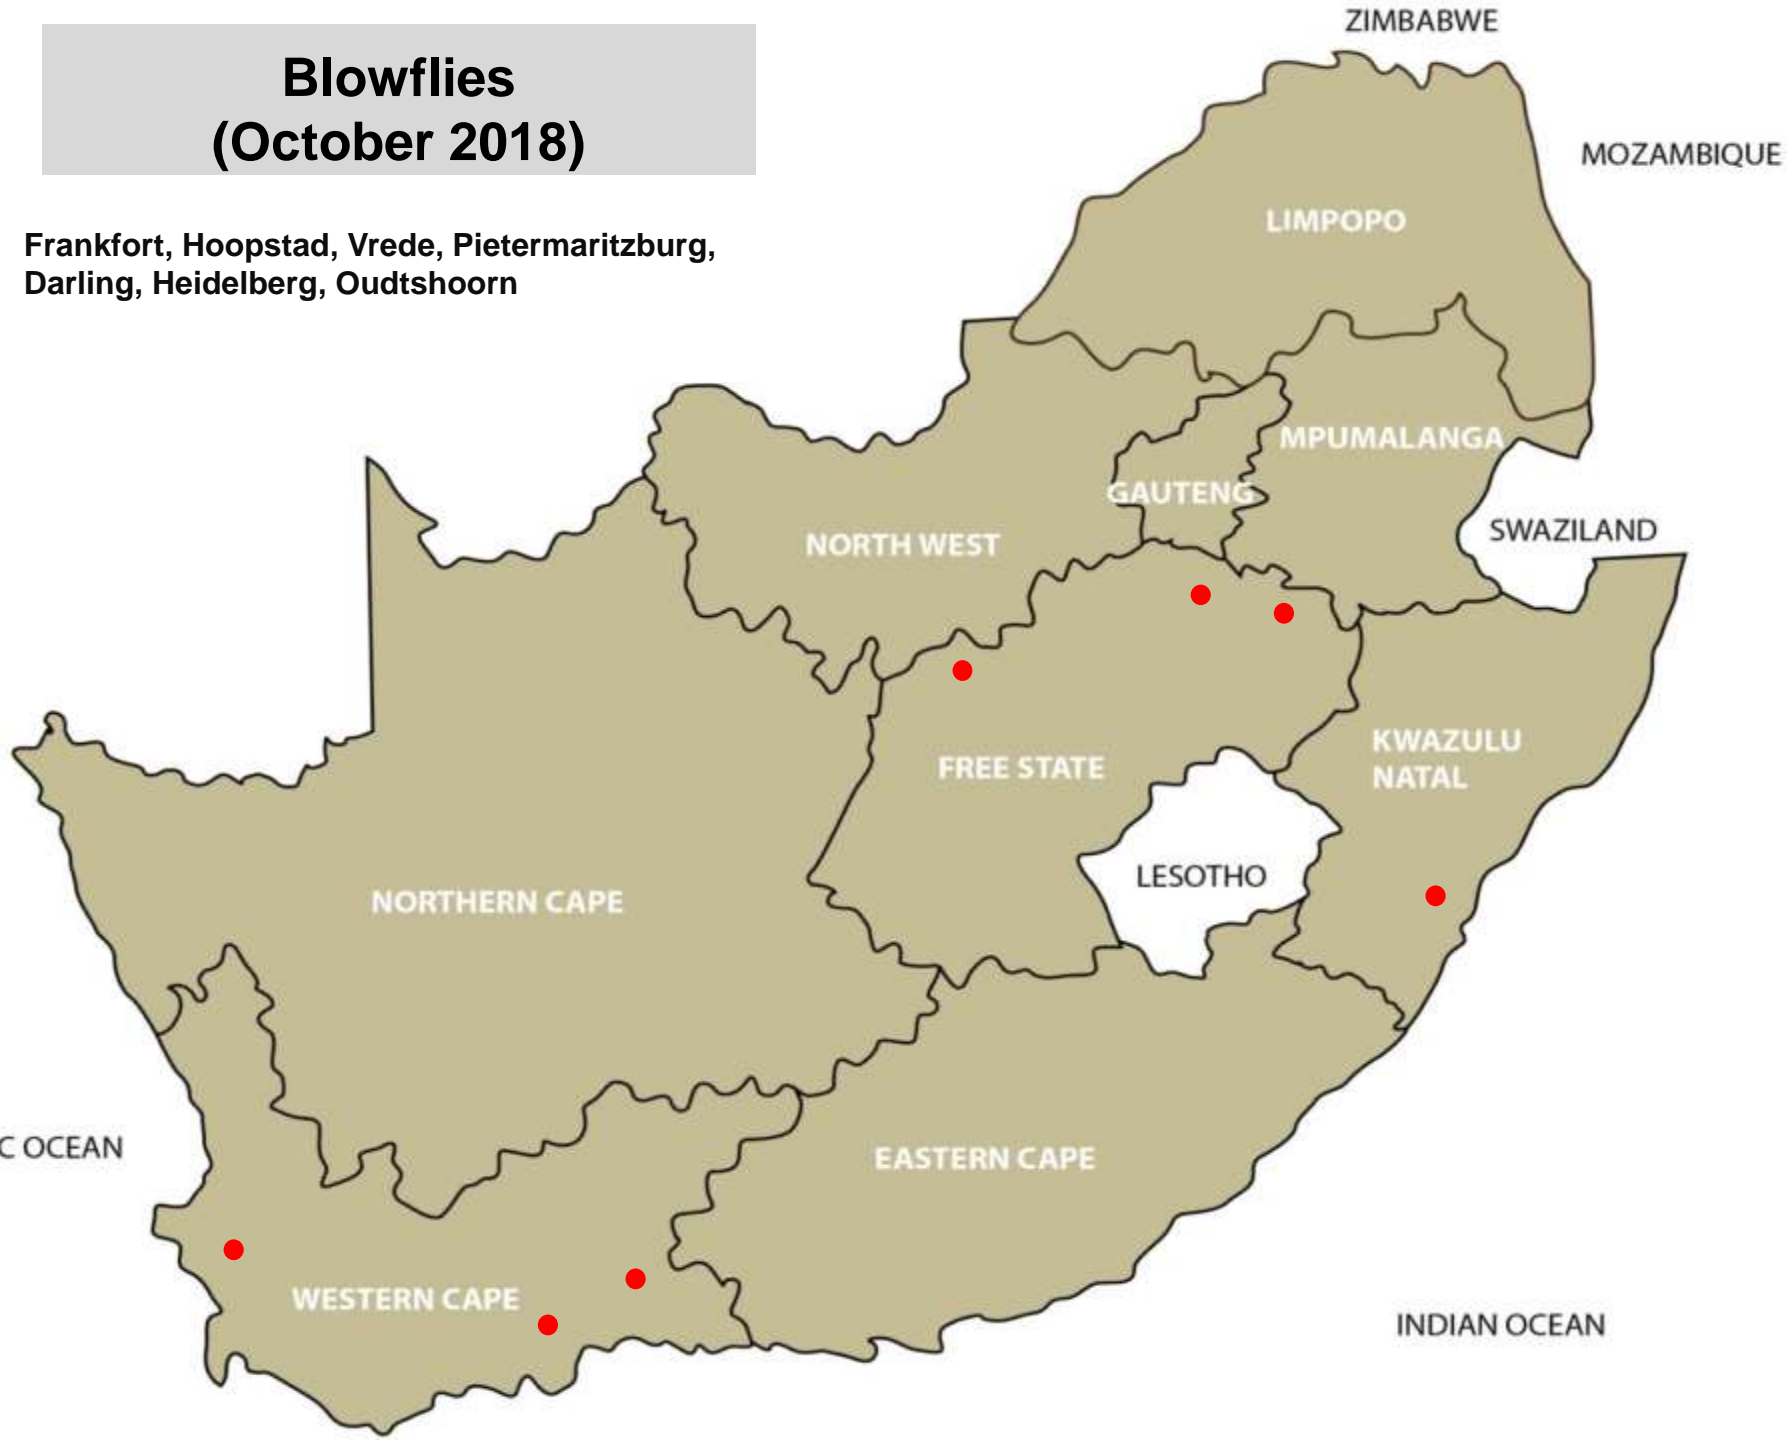 Blowflies
(October 2018)
Frankfort, Hoopstad, Vrede, Pietermaritzburg,
Darling, Heidelberg, Oudtshoorn
ZIMBABWE
MOZAMBIQUE
LIMPOPO
MPUMALANGA
GAUTENG
SWAZILAND
NORTH WEST
KWAZULU
NATAL
FREE STATE
LESOTHO
NORTHERN CAPE
C OCEAN
EASTERN CAPE
WESTERN CAPE
INDIAN OCEAN